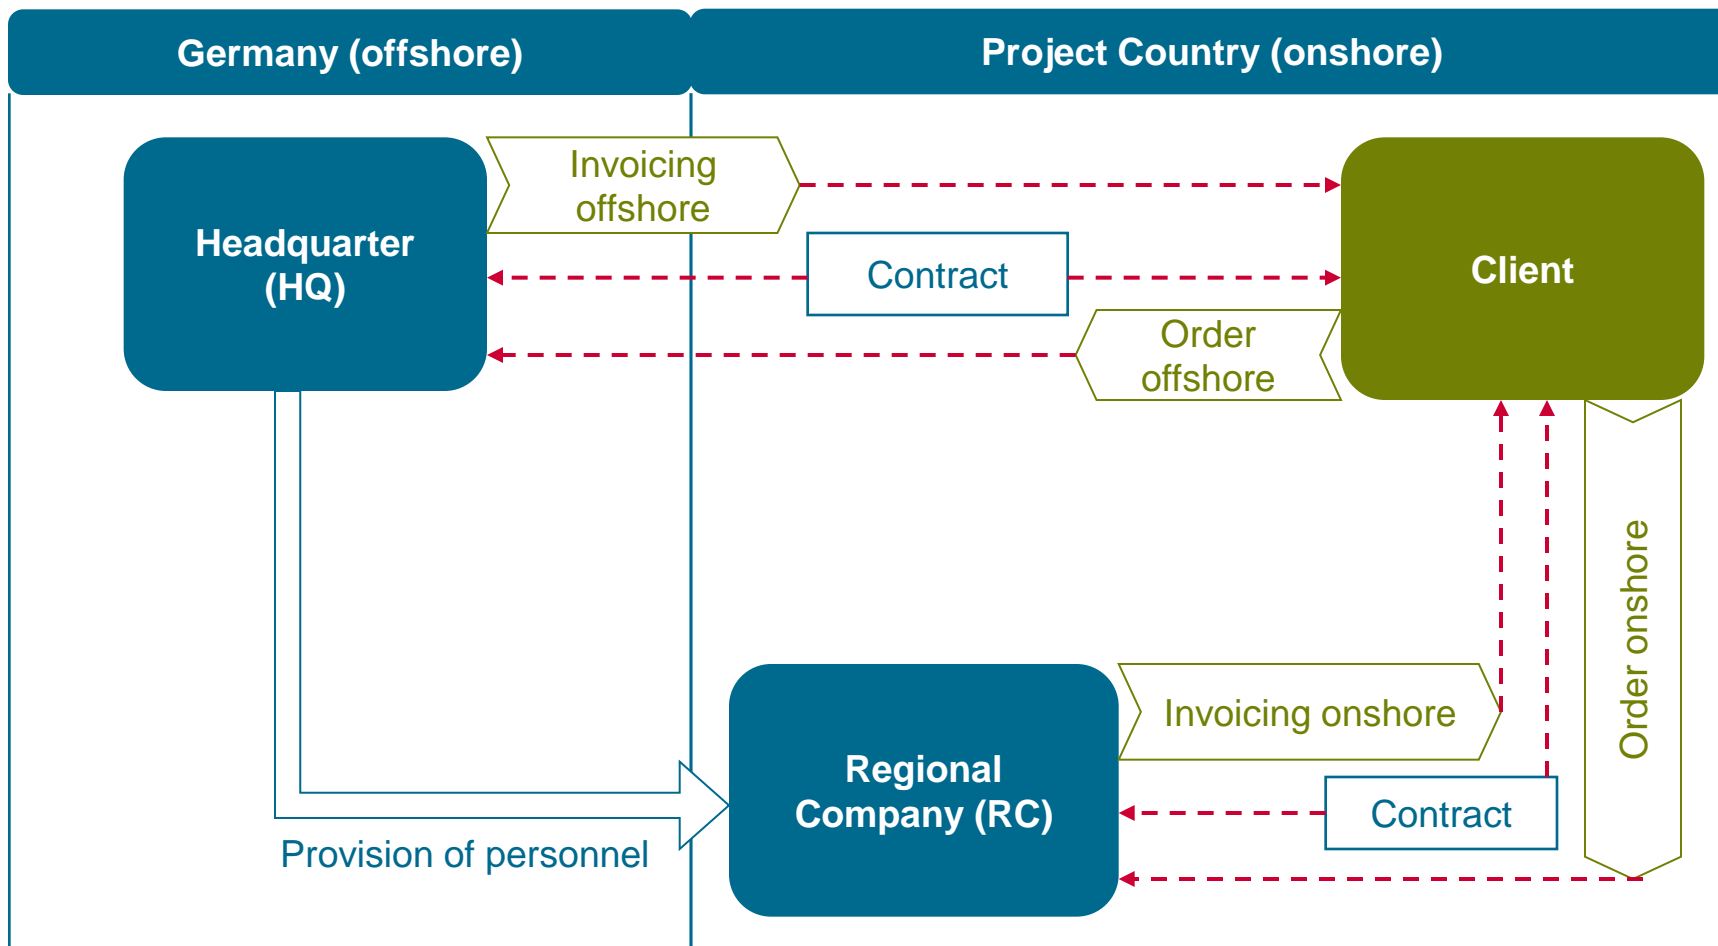 Germany (offshore)
Project Country (onshore)
Invoicing
offshore
Headquarter
(HQ)
Contract
Client
Order
offshore
Order onshore
Invoicing onshore
Regional
Company (RC)
Contract
Provision of personnel